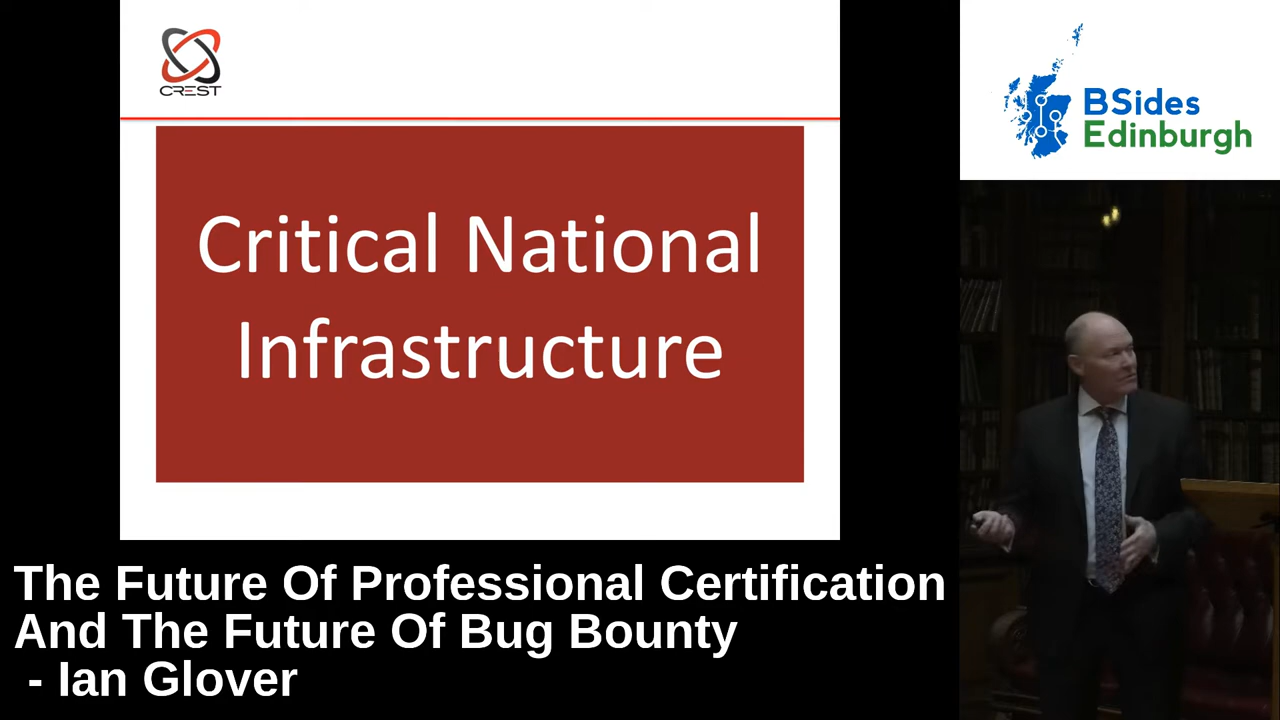 CREST
Critical National
Infrastructure
BSides
Edinburgh
The Future Of Professional Certification
And The Future Of Bug Bounty
- Ian Glover